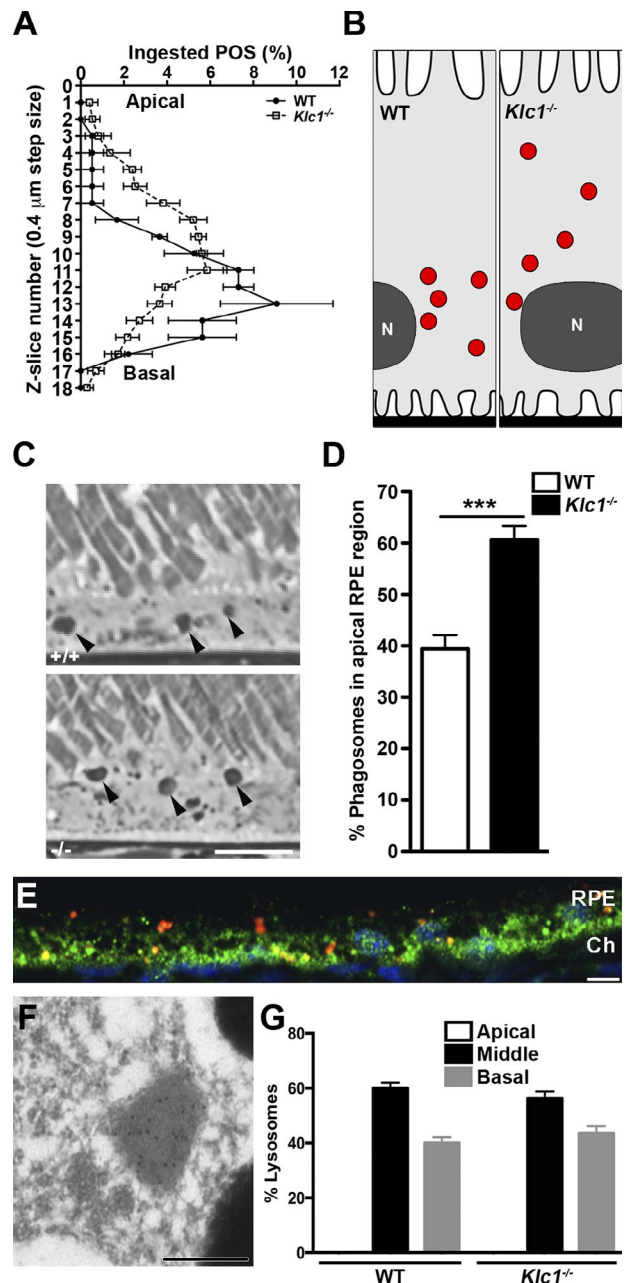 A
Ingested POS (%)
0 2 4 6 8 10 12
Apical
WT
Klc1-/-
Z-slice number (0.4 μm step size)
0
1
2
3
4
5
6
7
8
9
10
11
12
13
14
15
16
17
18
Basal
B
WT
Klc1-/-
N
N
C
+/+
-/-
D
WT
Klc1-/-
***
% Phagosomes in apical RPE region
70
60
50
40
30
20
10
0
E
RPE
Ch
F
G
Apical
Middle
Basal
% Lysosomes
80
60
40
20
0
WT Klc1-/-